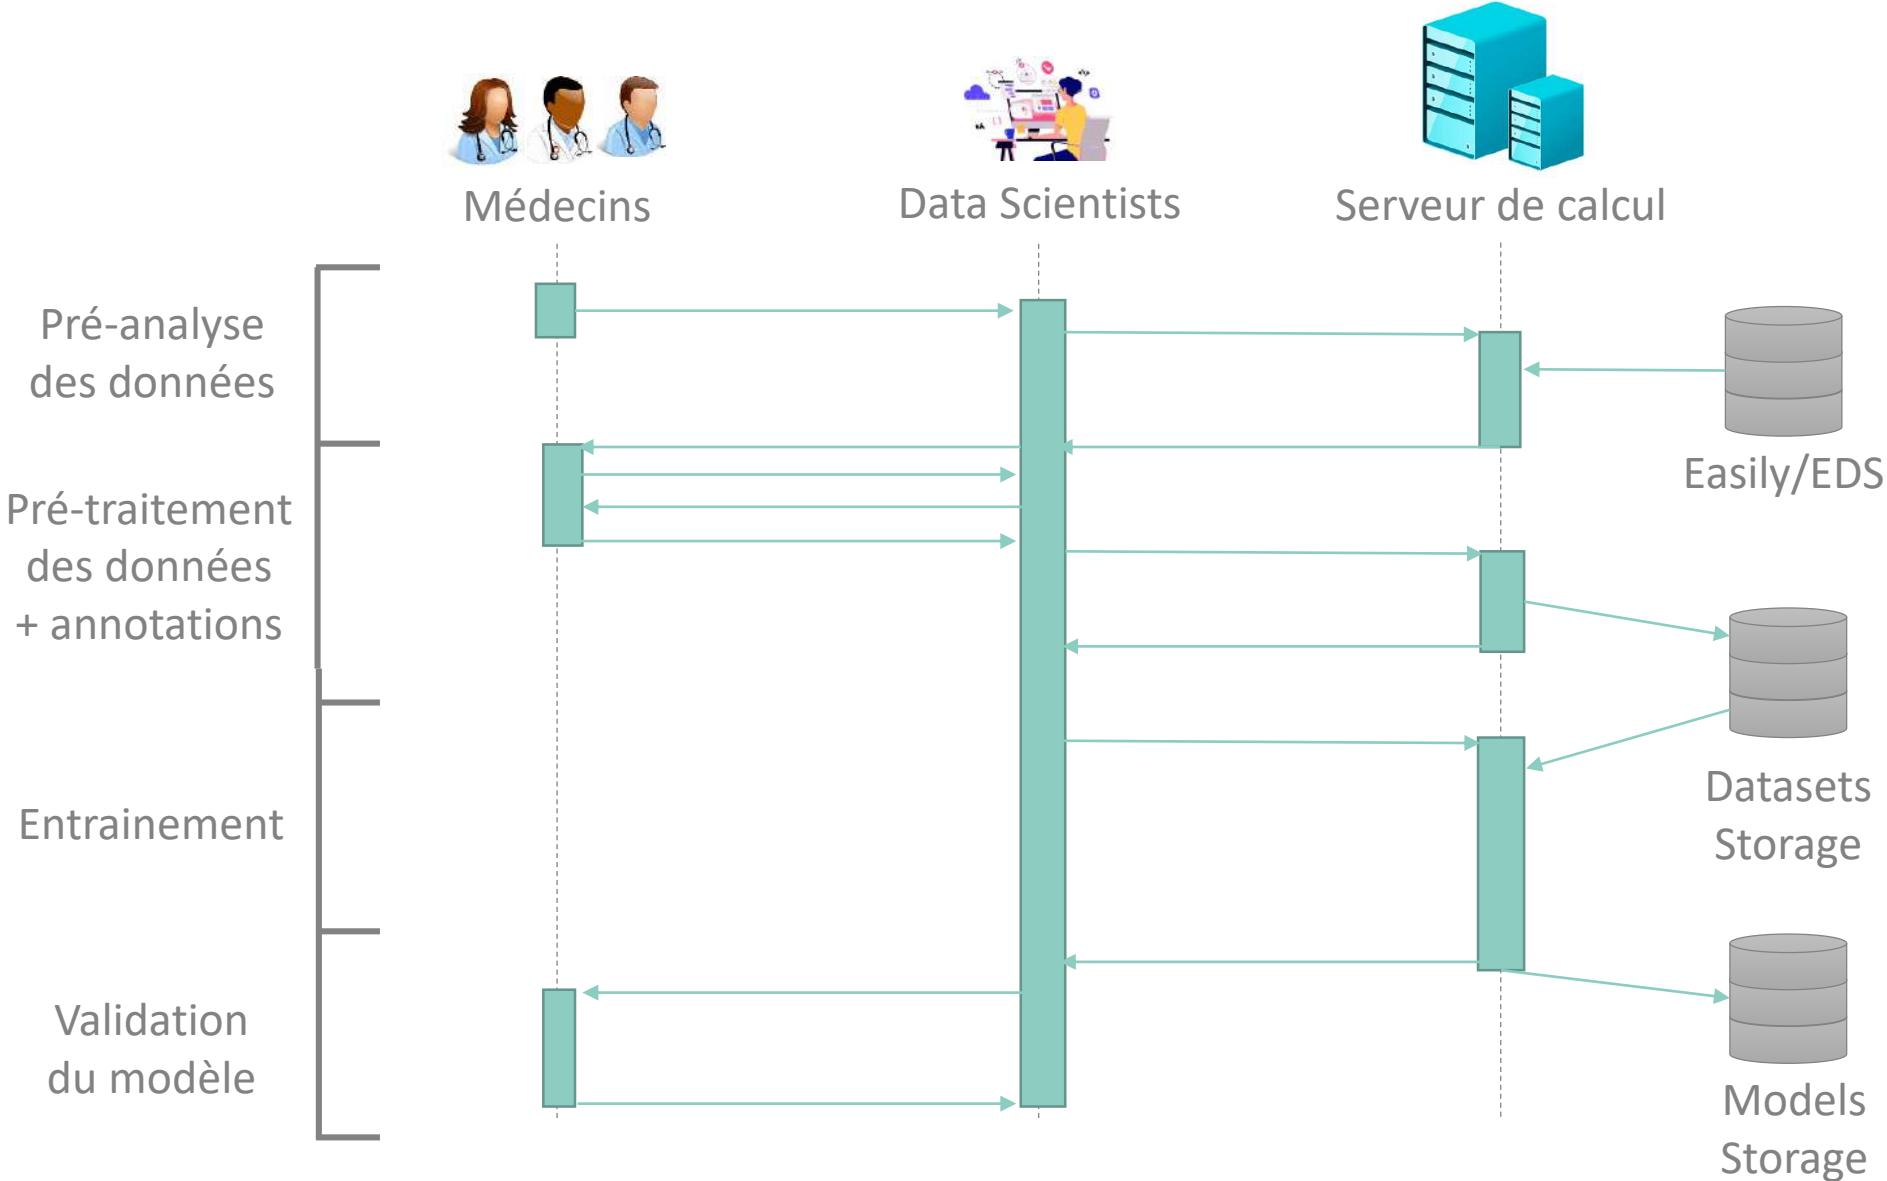 Médecins
Data Scientists
Serveur de calcul
Pré-analyse
des données
Easily/EDS
Pré-traitement
des données
+ annotations
Entrainement
Datasets
Storage
Validation
du modèle
Models
Storage